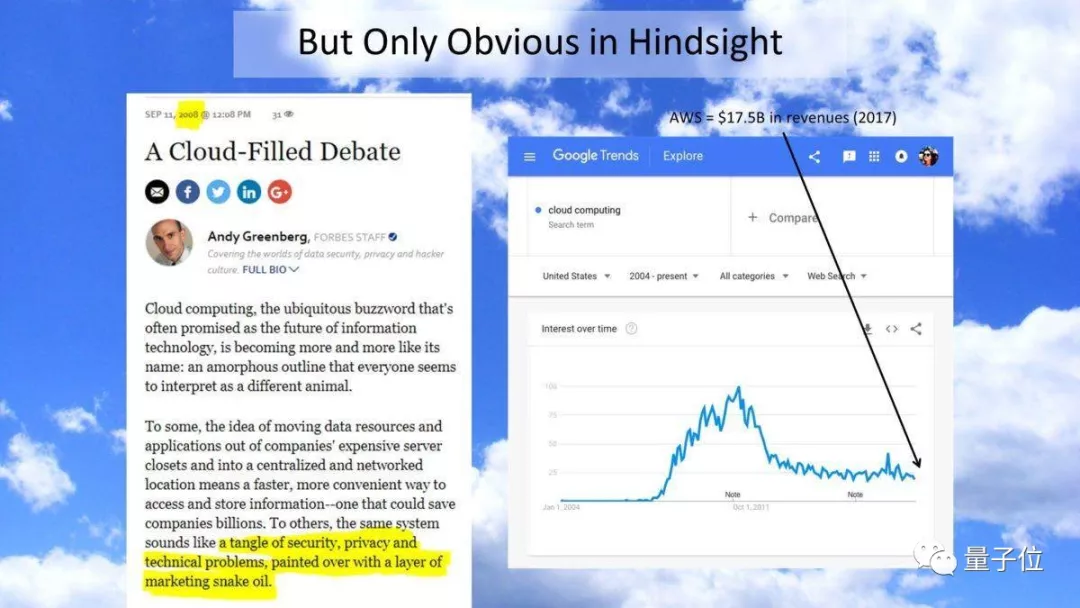 But Only Obvious in Hindsight
SEP 11, 2008 @ 12:08 PM 31
A Cloud-Filled Debate
Andy Greenberg, FORBES STAFF
Covering the worlds of data security, privacy and hacker
culture. FULL BIO
Cloud computing, the ubiquitous buzzword that's
often promised as the future of information
technology, is becoming more and more like its
name: an amorphous outline that everyone seems
to interpret as a different animal.
To some, the idea of moving data resources and
applications out of companies' expensive server
closets and into a centralized and networked
location means a faster, more convenient way to
access and store information--one that could save
companies billions. To others, the same system
sounds like a tangle of security, privacy and
technical problems, painted over with a layer of
marketing snake oil.
AWS = $17.5B in revenues (2017)
Google Trends Explore
cloud computing
Search term
+ Compare
United States 2004 - present All categories Web Search
Interest over time
100
75
50
25
Note
Note
Jan 1, 2004
Oct 1, 2011
量子位